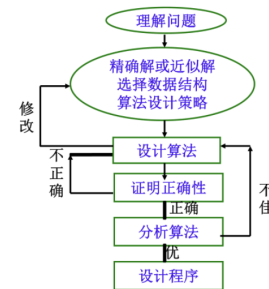 理解问题
精确解或近似解
选择数据结构
算法设计策略
修改
设计算法
不正确
证明正确性
不佳
正确
分析算法
优
设计程序